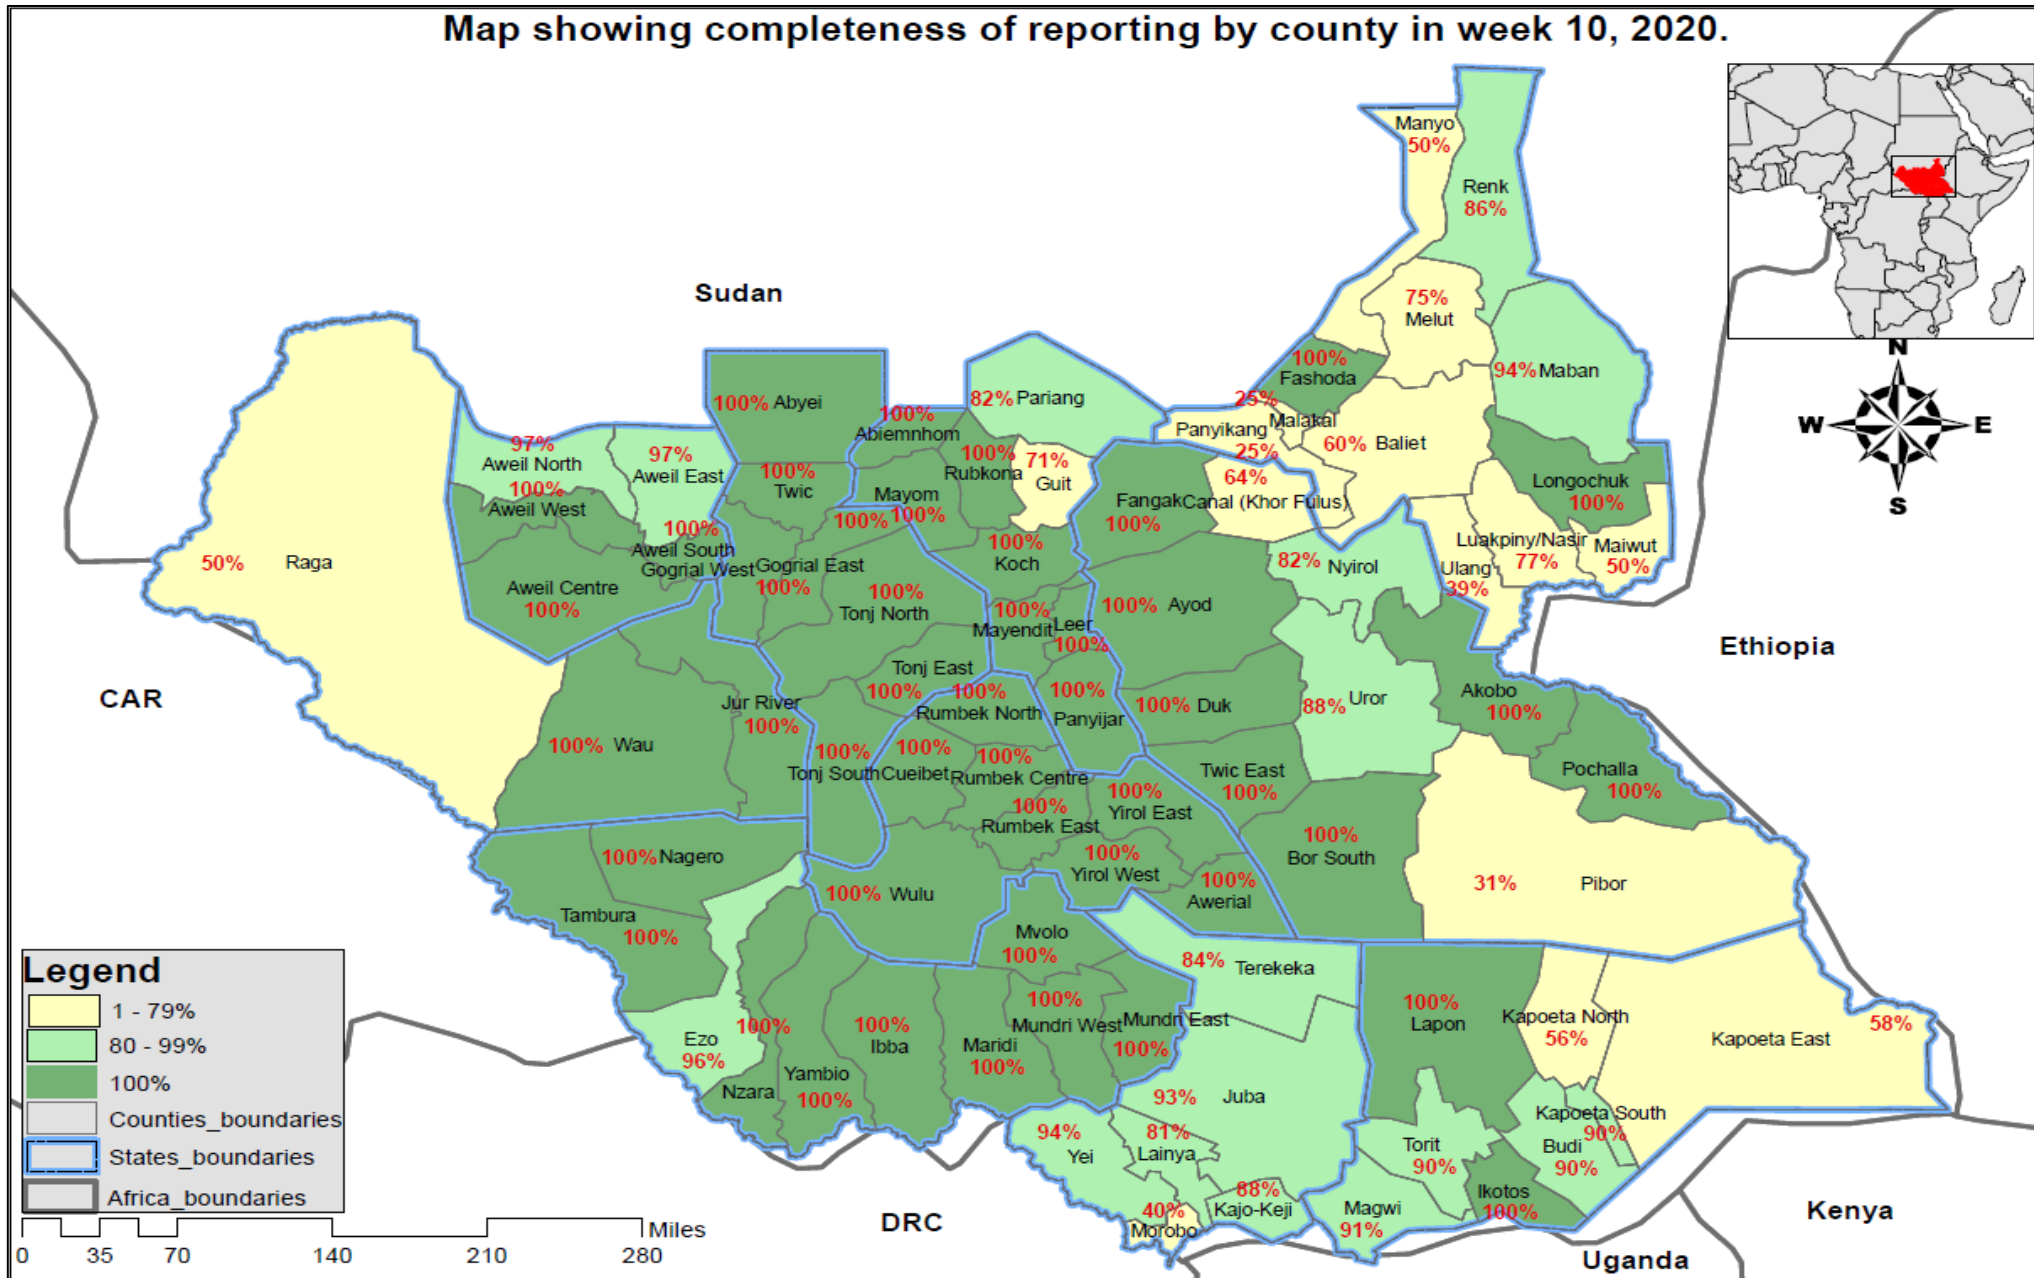 Map showing completeness of reporting by county in week 10, 2020.
Manyo
50%
Renk
86%
Sudan
75%
Melut
N
100%
Fashoda
94% Maban
W
E
S
100% Abyei
82% Pariang
25%
Malakal
Panyikang
25%
60% Baliet
100%
Abiemnhom
97%
Aweil North
97%
Aweil East
100%
Aweil West
100%
Twic
100%
Rubkona
71%
Guit
Mayom
100%
100%
64%
Canal (Khor Fulus)
Fangak
100%
Longochuk
100%
Luakpiny/Nasir
77%
Maiwut
50%
Ulang
39%
82% Nyirol
50% Raga
100%
Aweil South
Gogrial West
Gogrial East
100%
100%
Koch
Aweil Centre
100%
100%
Tonj North
100%
Mayendit
Leer
100%
100% Ayod
Ethiopia
CAR
Tonj East
100%
100%
Rumbek North
100%
Panyijar
100% Duk
88% Uror
Akobo
100%
Jur River
100%
100% Wau
100%
Tonj South
100%
Cueibet
100%
Rumbek Centre
100%
Rumbek East
100%
Yirol East
Twic East
100%
Pochalla
100%
100%
Bor South
100% Nagero
100%
Yirol West
100%
Awerial
31% Pibor
100% Wulu
Tambura
100%
Mvolo
100%
84% Terekeka
100%
Lapon
Kapoeta North
56%
58%
Kapoeta East
100%
Mundri West
Mundri East
100%
Ezo
96%
100%
Nzara
100%
Ibba
Maridi
100%
Yambio
100%
93% Juba
Kapoeta South
90%
Budi
90%
94%
Yei
81%
Lainya
Torit
90%
88%
Kajo-Keji
Magwi
91%
Ikotos
100%
40%
Morobo
Kenya
DRC
Uganda
Legend
1 - 79%
80 - 99%
100%
Counties_boundaries
States_boundaries
Africa_boundaries
Miles
0 35 70 140 210 280